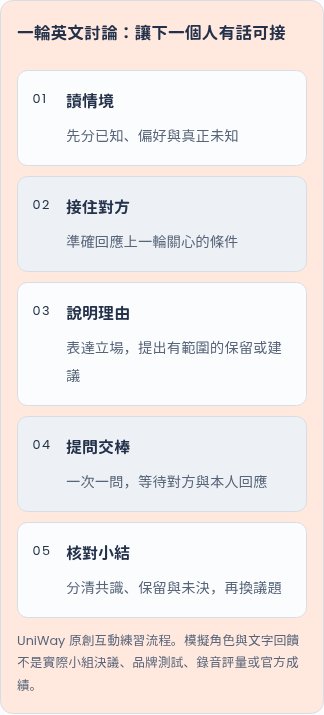 一輪英文討論：讓下一個人有話可接
01 讀情境
先分已知、偏好與真正未知
02 接住對方
準確回應上一輪關心的條件
03 說明理由
表達立場，提出有範圍的保留或建
議
04 提問交棒
一次一問，等待對方與本人回應
05 核對小結
分清共識、保留與未決，再換議題
UniWay 原創互動練習流程。模擬角色與文字回饋
不是實際小組決議、品牌測試、錄音評量或官方成
績。